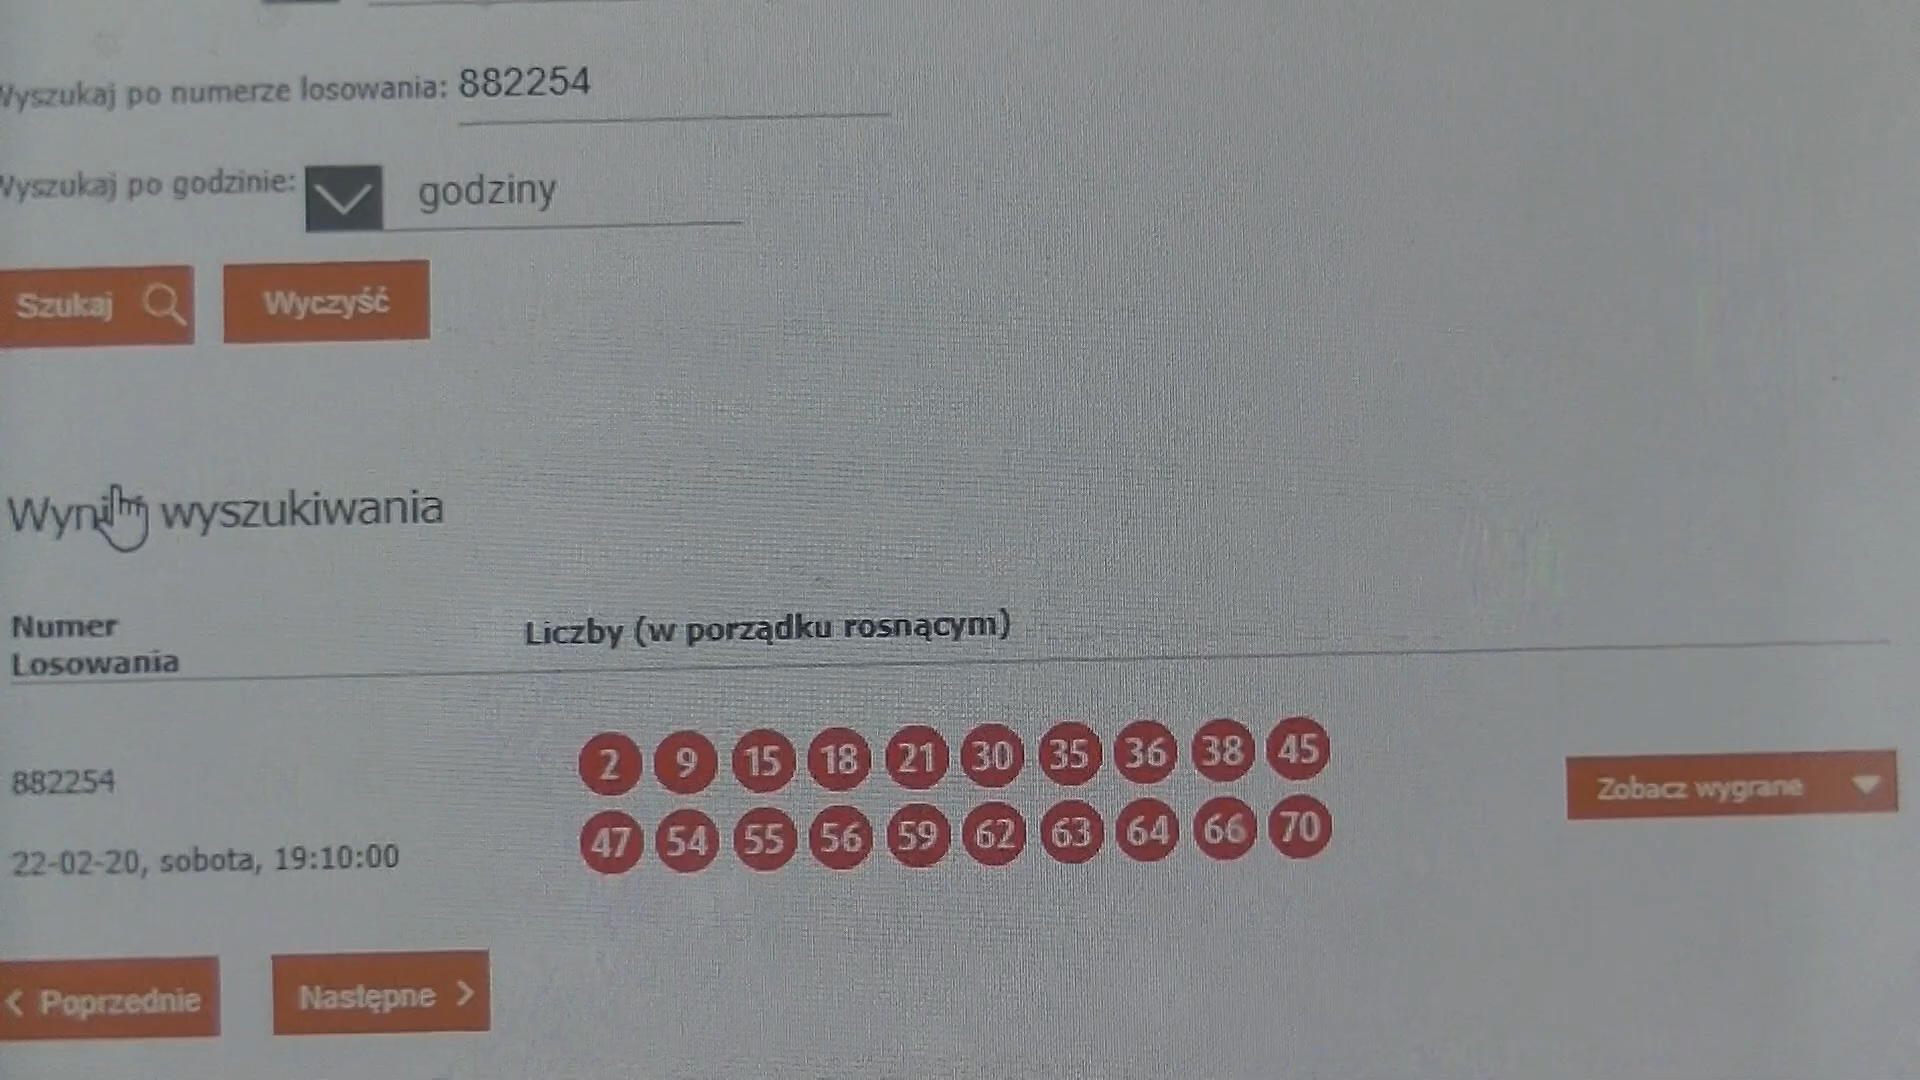 Wyszukaj po numerze losowania: 882254
Wyszukaj po godzinie: godziny
Szukaj Wyczyść
wyszukiwania
Numer Losowania
Liczby (w porządku rosnącym)
882254
2 9 15 18 21 30 35 36 38 45
47 54 55 56 59 62 63 64 66 70
Zobacz wygrane
22-02-20, sobota, 19:10:00
< Poprzednie
Następne >